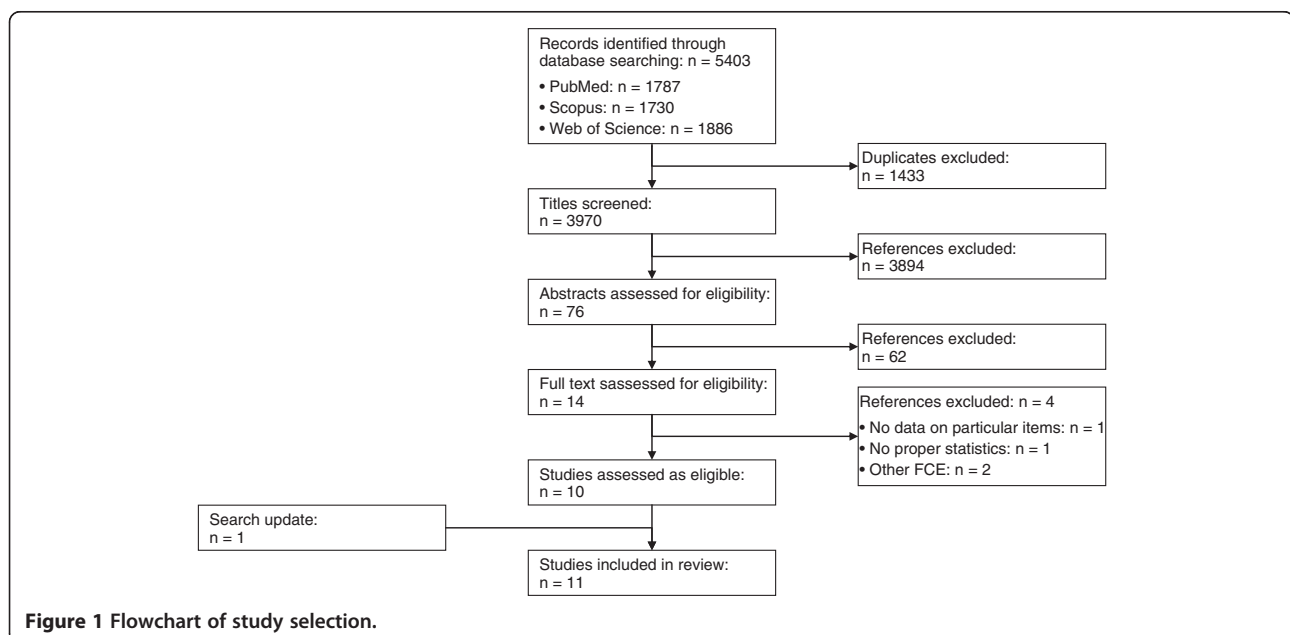 Records identified through
database searching: n = 5403
• PubMed: n = 1787
• Scopus: n = 1730
• Web of Science: n = 1886
Duplicates excluded:
n = 1433
Titles screened:
n = 3970
References excluded:
n = 3894
Abstracts assessed for eligibility:
n = 76
References excluded:
n = 62
Full text sassessed for eligibility:
n = 14
References excluded: n = 4
• No data on particular items: n = 1
• No proper statistics: n = 1
• Other FCE: n = 2
Studies assessed as eligible:
n = 10
Search update:
n = 1
Studies included in review:
n = 11
Figure 1 Flowchart of study selection.